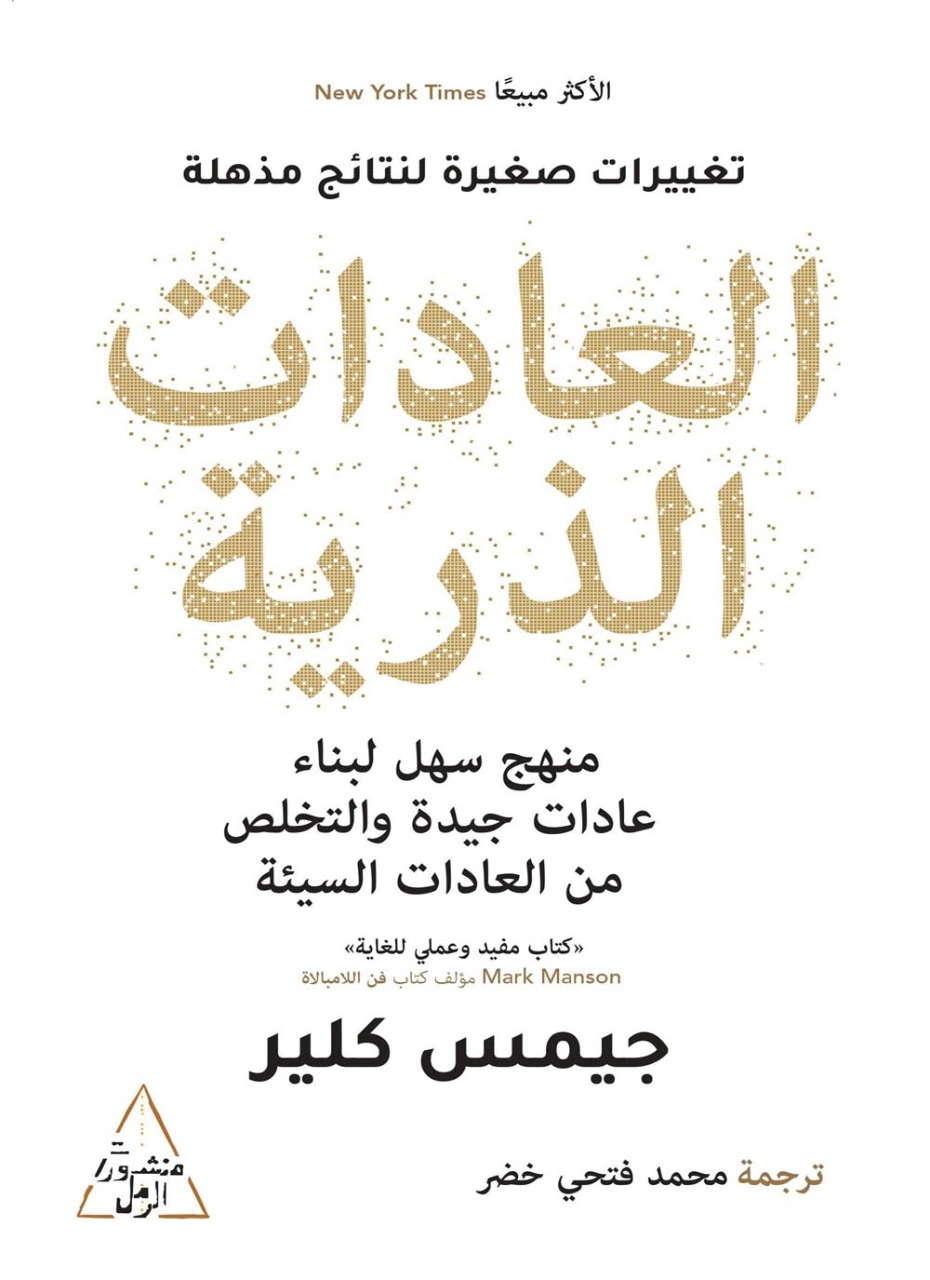 الأكثر مبيعًا New York Times
تغييرات صغيرة لنتائج مذهلة
العادات
الذرية
منهج سهل لبناء
عادات جيدة والتخلص
من العادات السيئة
«كتاب مفيد وعملي للغاية»
Mark Manson مؤلف كتاب فن اللامبالاة
جيمس كلير
ترجمة محمد فتحي خضر
منشورات
الرمل